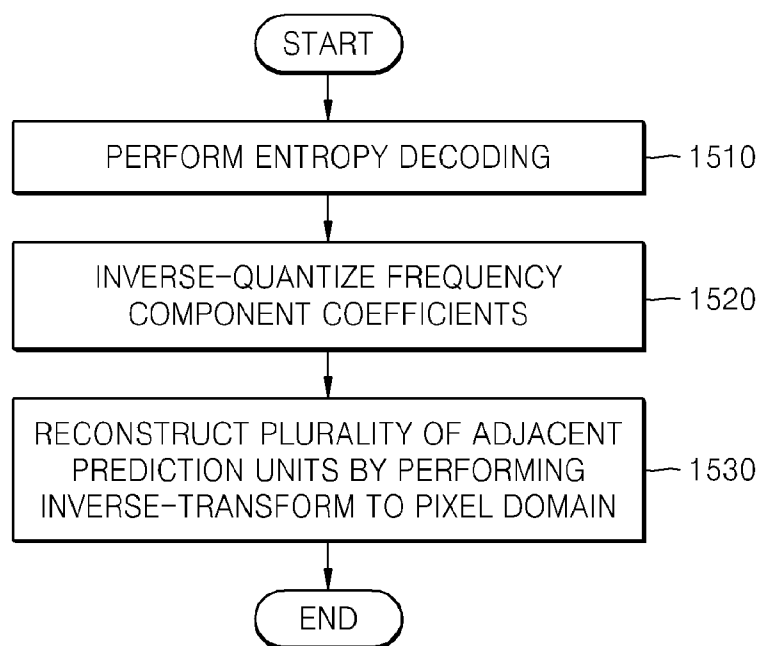 START
PERFORM ENTROPY DECODING
1510
INVERSE-QUANTIZE FREQUENCY
COMPONENT COEFFICIENTS
1520
RECONSTRUCT PLURALITY OF ADJACENT
PREDICTION UNITS BY PERFORMING
INVERSE-TRANSFORM TO PIXEL DOMAIN
1530
END